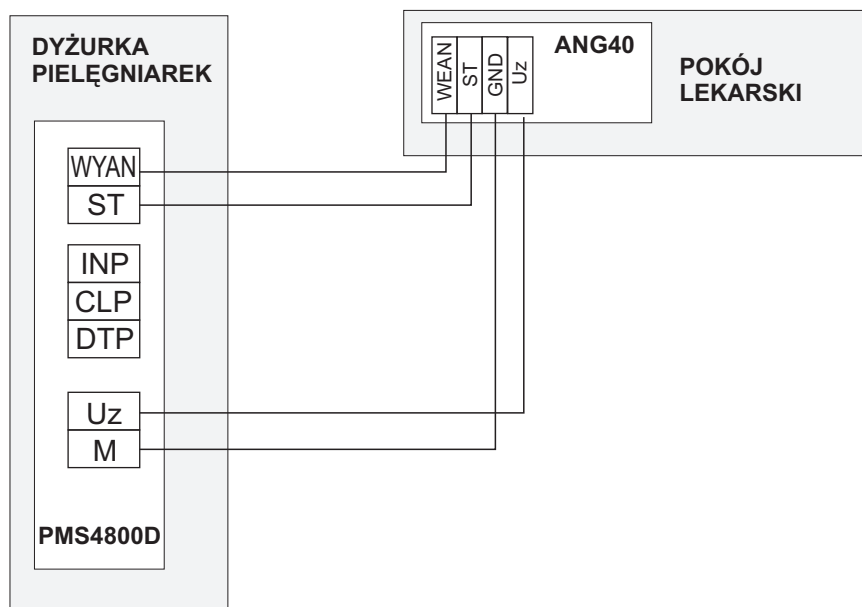 DYŻURKA
PIELĘGNIAREK
WYAN
ST
INP
CLP
DTP
Uz
M
PMS4800D
WEAN
ST
GND
Uz
ANG40
POKÓJ
LEKARSKI